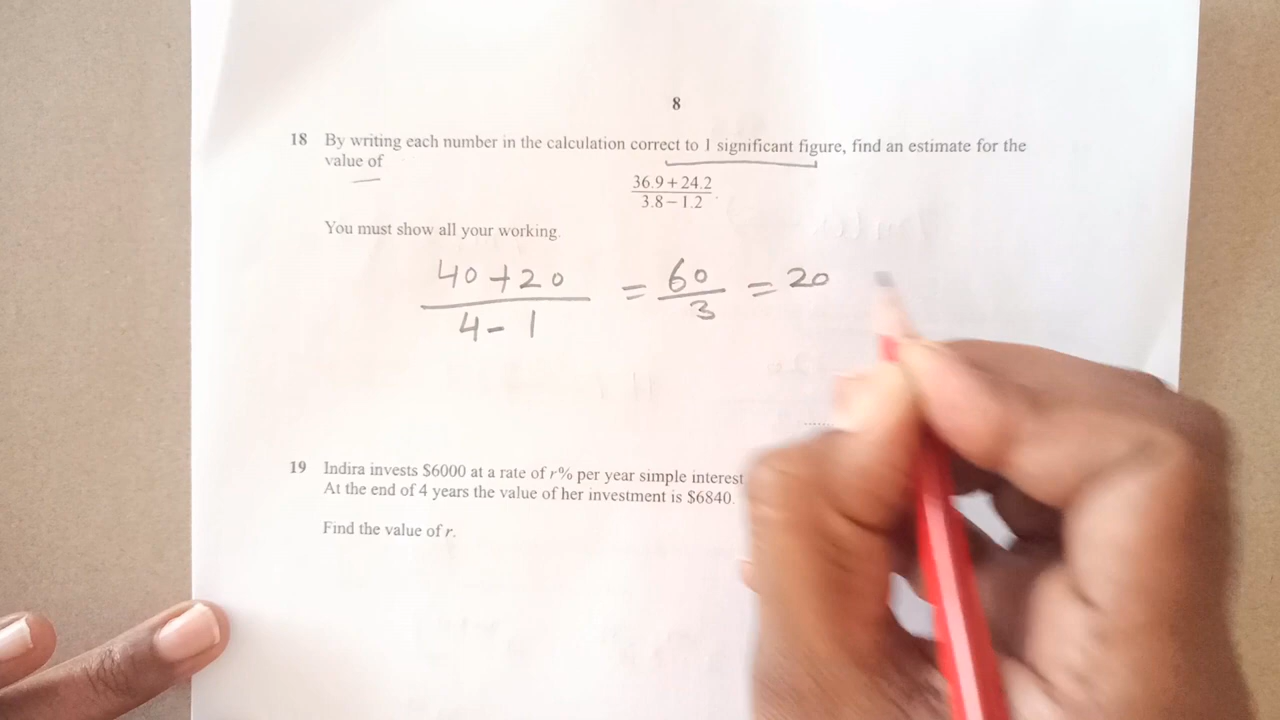 8
18 By writing each number in the calculation correct to 1 significant figure, find an estimate for the
value of
36.9 + 24.2
3.8 – 1.2
.
You must show all your working.
40 + 20
4 - 1
= 60
3
= 20
19 Indira invests $6000 at a rate of r% per year simple interest
At the end of 4 years the value of her investment is $6840.
Find the value of r.